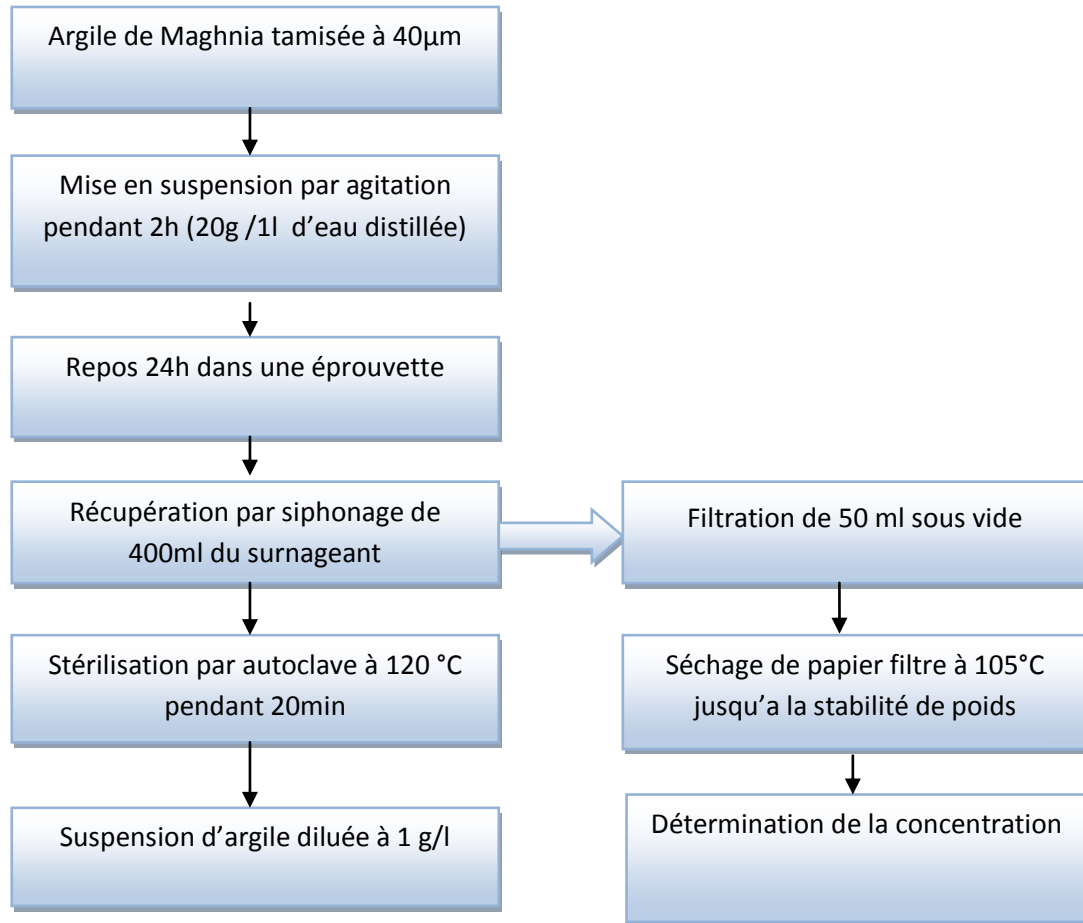 Argile de Maghnia tamisée à 40µm
Mise en suspension par agitation
pendant 2h (20g /1l d’eau distillée)
Repos 24h dans une éprouvette
Récupération par siphonage de
400ml du surnageant
Filtration de 50 ml sous vide
Stérilisation par autoclave à 120 °C
pendant 20min
Séchage de papier filtre à 105°C
jusqu’a la stabilité de poids
Suspension d’argile diluée à 1 g/l
Détermination de la concentration